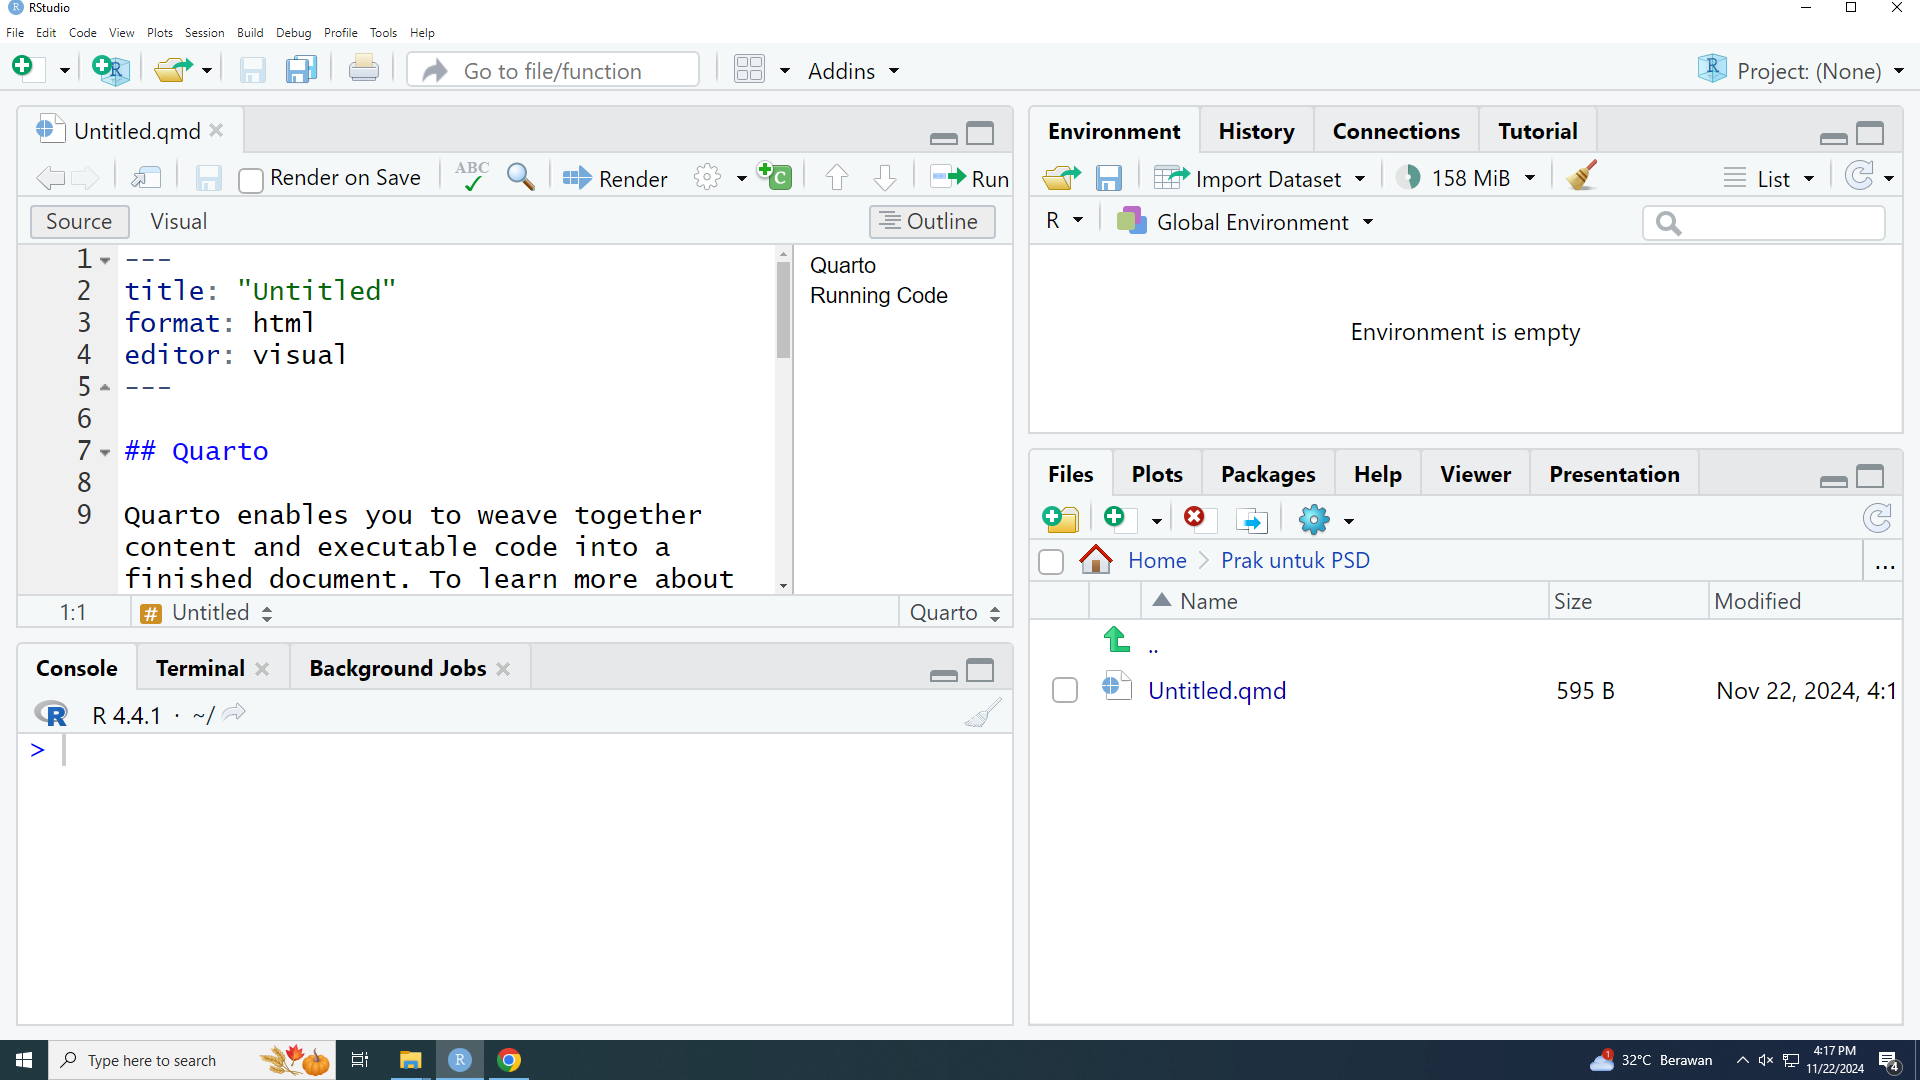 RStudio
File Edit Code View Plots Session Build Debug Profile Tools Help
Go to file/function
Addins
Project: (None)
Untitled.qmd
Render on Save
ABC
Render
C
Run
Source
Visual
Outline
1 ---
2 title: "Untitled"
3 format: html
4 editor: visual
5 ---
6
7 ## Quarto
8
9 Quarto enables you to weave together
content and executable code into a
finished document. To learn more about
Quarto
Running Code
1:1
# Untitled
Quarto
Console
Terminal
Background Jobs
R 4.4.1 · ~/
>
Environment
History
Connections
Tutorial
Import Dataset
158 MiB
List
R
Global Environment
Environment is empty
Files
Plots
Packages
Help
Viewer
Presentation
Home
Prak untuk PSD
...
Name
Size
Modified
..
Untitled.qmd
595 B
Nov 22, 2024, 4:1
Type here to search
R
1
32°C Berawan
4:17 PM
11/22/2024
4